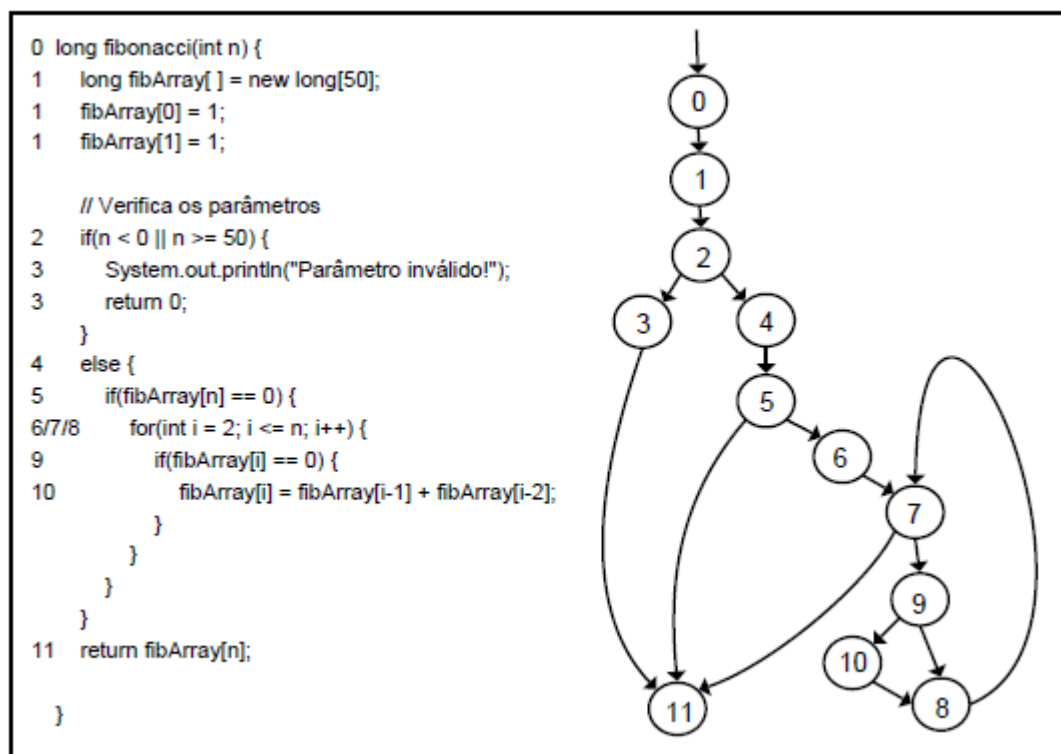 0 long fibonacci(int n) {
1 long fibArray[ ] = new long[50];
1 fibArray[0] = 1;
1 fibArray[1] = 1;
// Verifica os parâmetros
2 if(n < 0 || n >= 50) {
3 System.out.println("Parâmetro inválido!");
3 return 0;
}
4 else {
5 if(fibArray[n] == 0) {
6/7/8 for(int i = 2; i <= n; i++) {
9 if(fibArray[i] == 0) {
10 fibArray[i] = fibArray[i-1] + fibArray[i-2];
}
}
}
}
11 return fibArray[n];
}
0
1
2
3
4
5
6
7
9
10
8
11